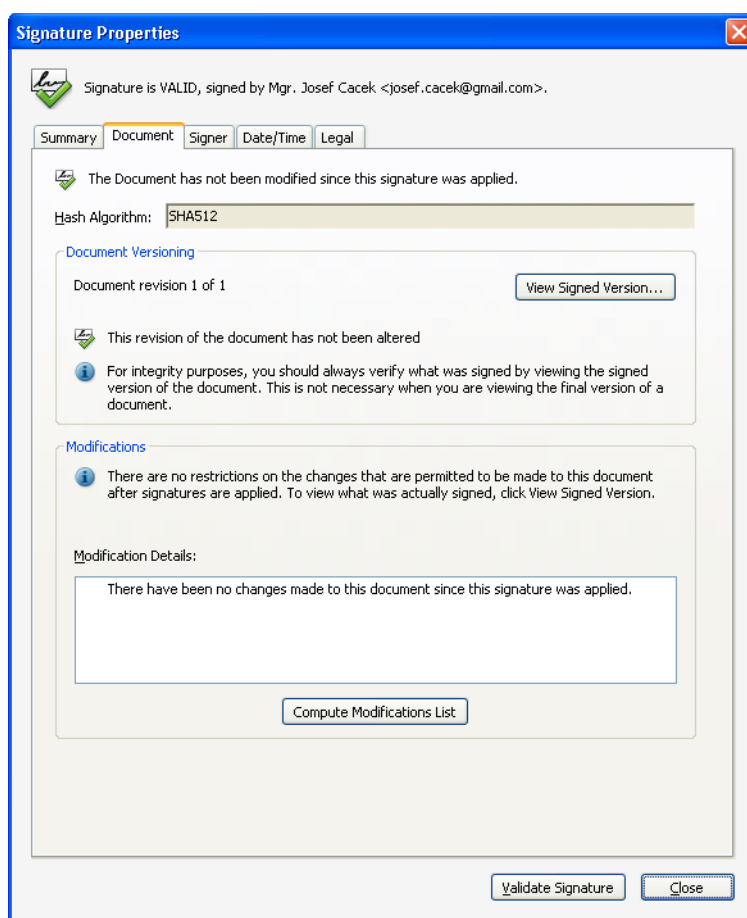 Signature Properties
Signature is VALID, signed by Mgr. Josef Cacek <josef.cacek@gmail.com>.
Summary Document Signer Date/Time Legal
The Document has not been modified since this signature was applied.
Hash Algorithm: SHA512
Document Versioning
Document revision 1 of 1 View Signed Version...
This revision of the document has not been altered
For integrity purposes, you should always verify what was signed by viewing the signed
version of the document. This is not necessary when you are viewing the final version of a
document.
Modifications
There are no restrictions on the changes that are permitted to be made to this document
after signatures are applied. To view what was actually signed, click View Signed Version.
Modification Details:
There have been no changes made to this document since this signature was applied.
Compute Modifications List
Validate Signature Close